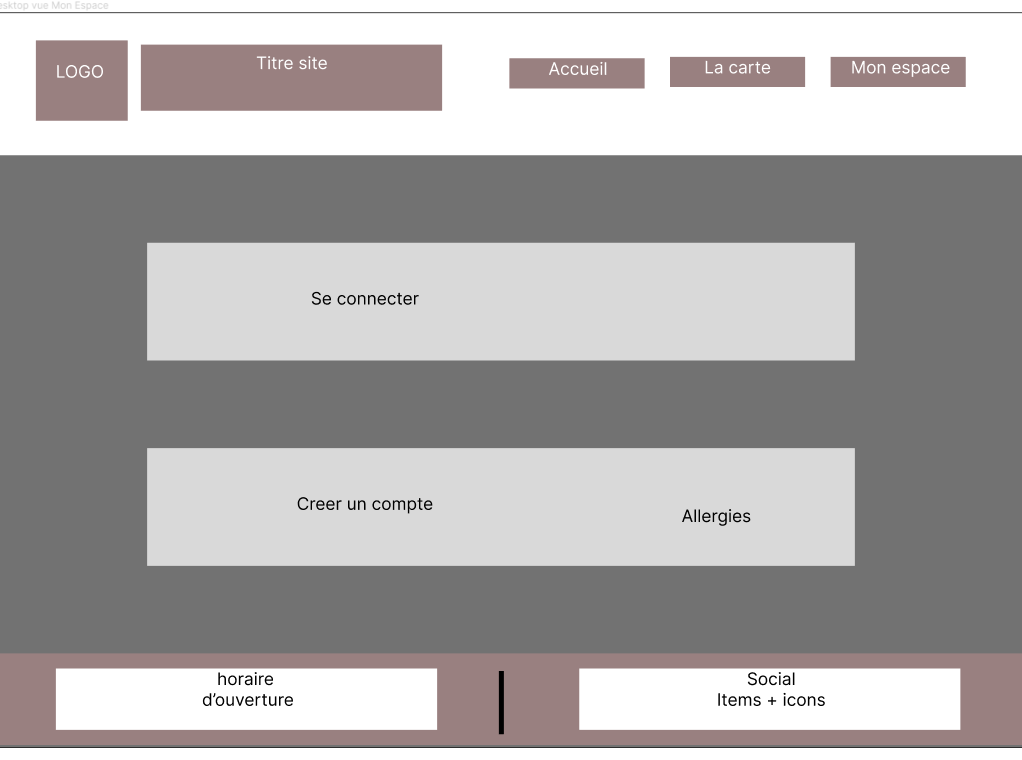 Desktop vue Mon Espace
LOGO
Titre site
Accueil
La carte
Mon espace
Se connecter
Creer un compte
Allergies
horaire
d’ouverture
Social
Items + icons